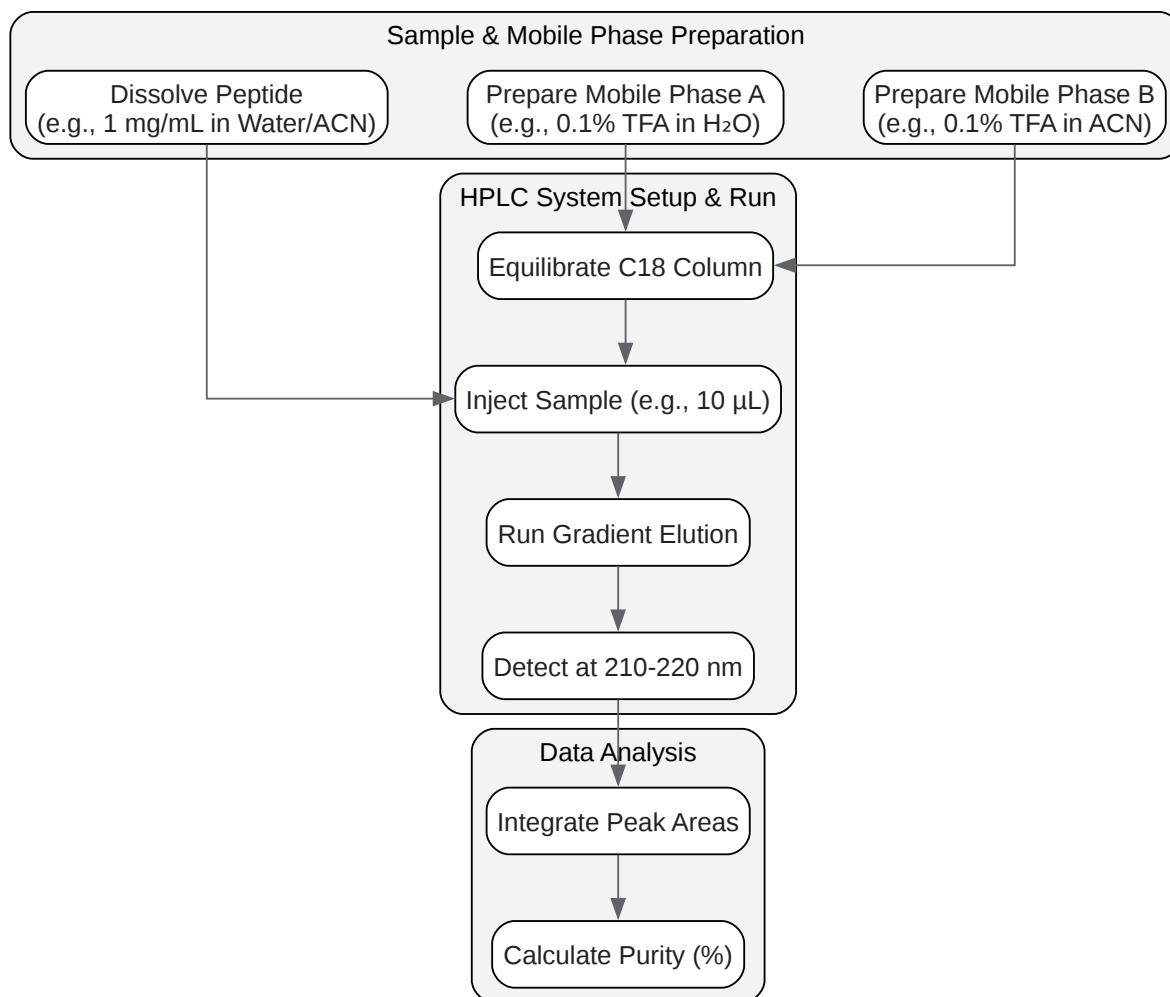 Sample & Mobile Phase Preparation
Dissolve Peptide
(e.g., 1 mg/mL in Water/ACN)
Prepare Mobile Phase A
(e.g., 0.1% TFA in H₂O)
Prepare Mobile Phase B
(e.g., 0.1% TFA in ACN)
HPLC System Setup & Run
Equilibrate C18 Column
Inject Sample (e.g., 10 µL)
Run Gradient Elution
Detect at 210-220 nm
Data Analysis
Integrate Peak Areas
Calculate Purity (%)